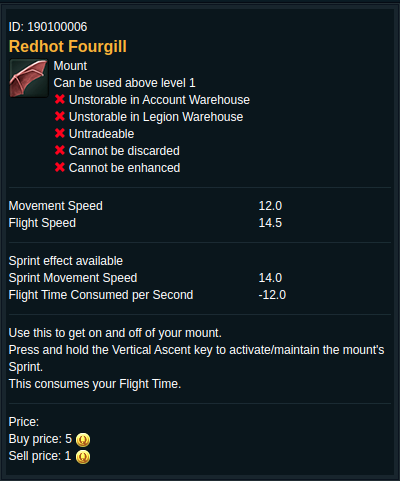 ID: 190100006
Redhot Fourgill
Mount
Can be used above level 1
Unstorable in Account Warehouse
Unstorable in Legion Warehouse
Untradeable
Cannot be discarded
Cannot be enhanced
Movement Speed 12.0
Flight Speed 14.5
Sprint effect available
Sprint Movement Speed 14.0
Flight Time Consumed per Second -12.0
Use this to get on and off of your mount.
Press and hold the Vertical Ascent key to activate/maintain the mount's
Sprint.
This consumes your Flight Time.
Price:
Buy price: 5
Sell price: 1